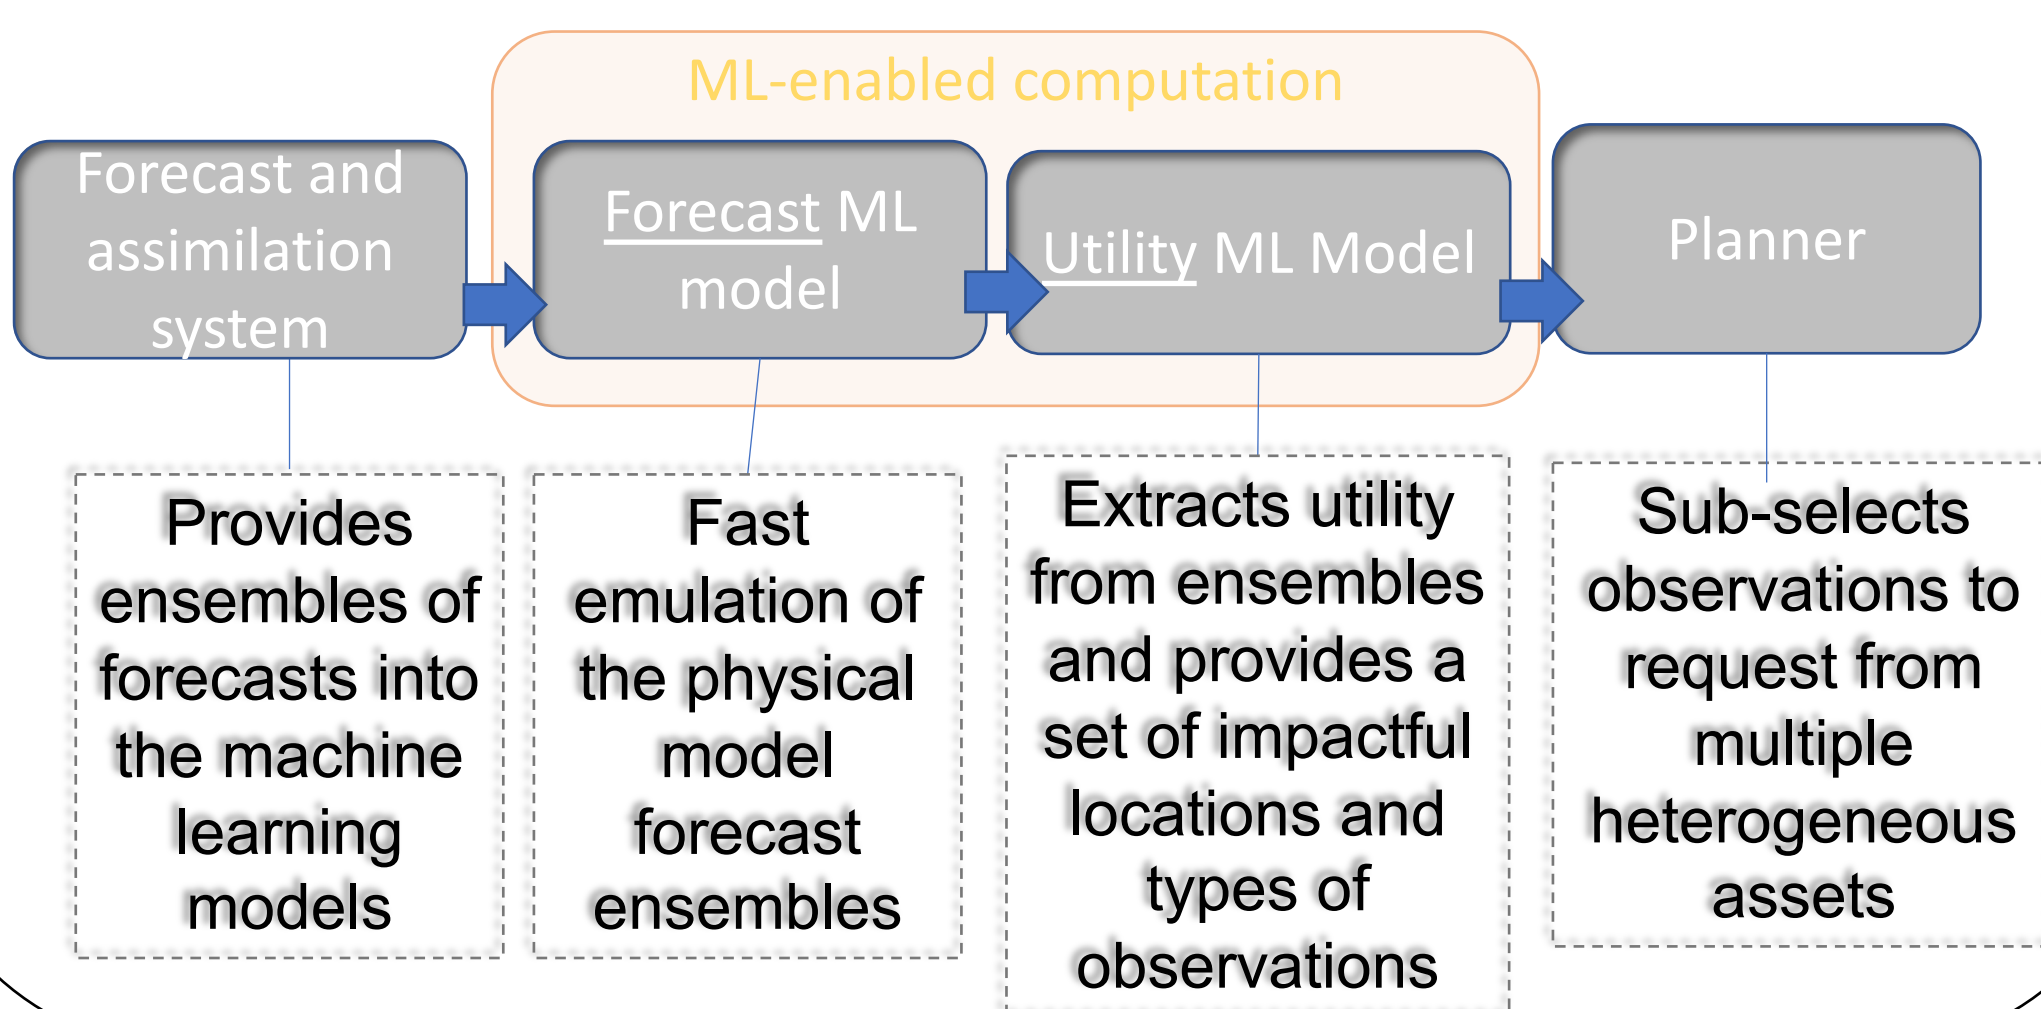 ML-enabled computation
Forecast and
assimilation
system
Forecast ML
model
Utility ML Model
Planner
Provides
ensembles of
forecasts into
the machine
learning
models
Fast
emulation of
the physical
model
forecast
ensembles
Extracts utility
from ensembles
and provides a
set of impactful
locations and
types of
observations
Sub-selects
observations to
request from
multiple
heterogeneous
assets